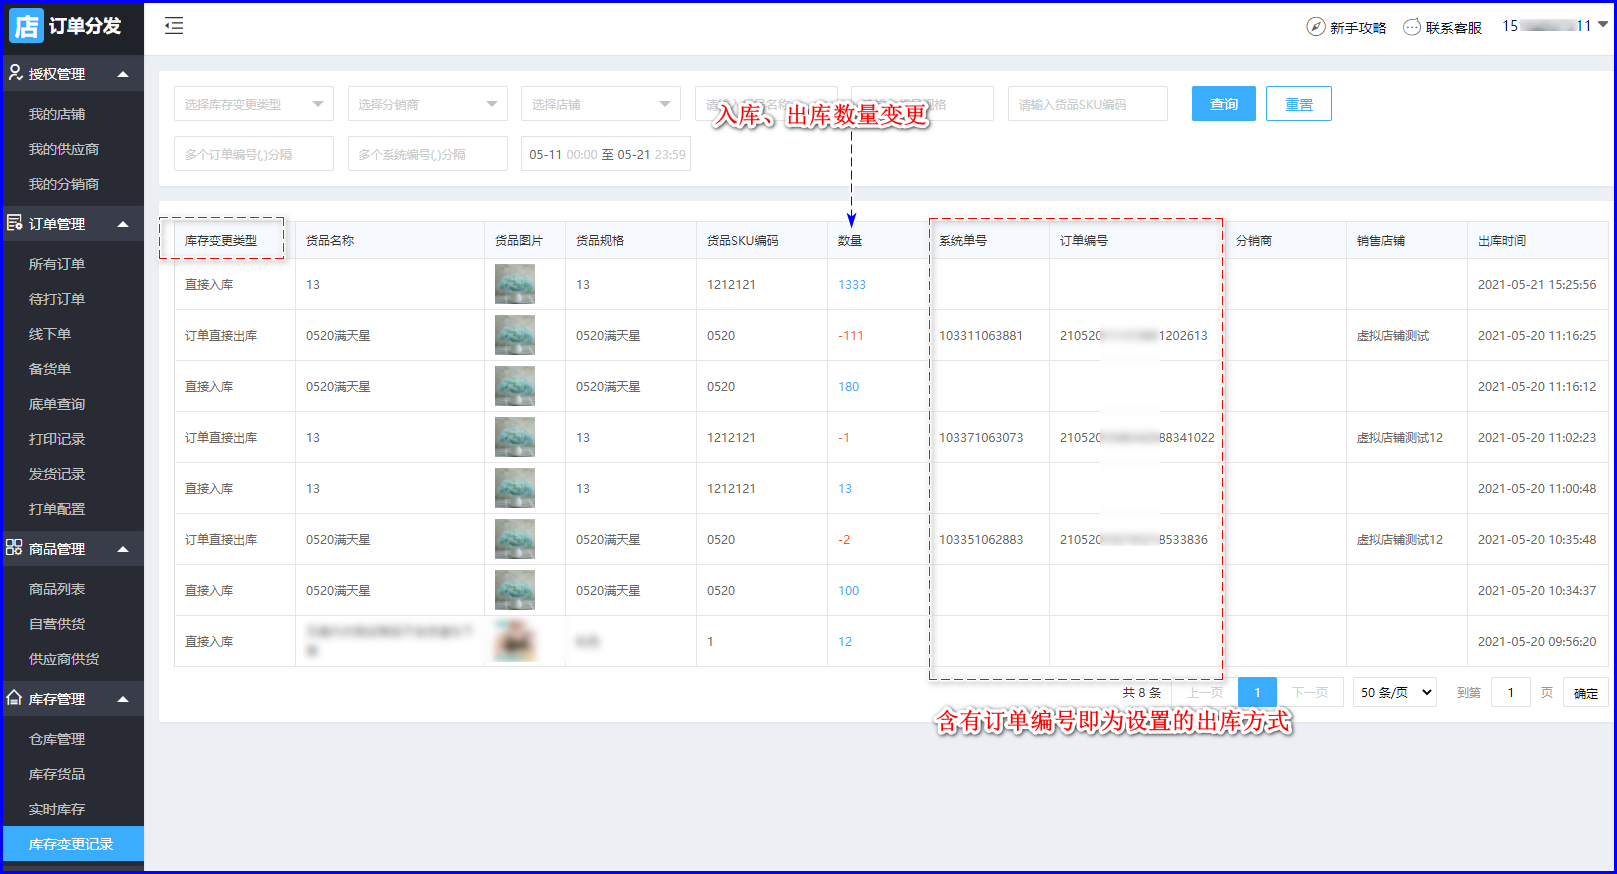 店 订单分发
新手攻略 联系客服 15 11
授权管理
我的店铺
我的供应商
我的分销商
订单管理
所有订单
待打订单
线下单
备货单
底单查询
打印记录
发货记录
打单配置
商品管理
商品列表
自营供货
供应商供货
库存管理
仓库管理
库存货品
实时库存
库存变更记录
选择库存变更类型 选择分销商 选择店铺 请输入货品SKU编码 查询 重置
入库、出库数量变更
多个订单编号(,)分隔 多个系统编号(,)分隔 05-11 00:00 至 05-21 23:59
库存变更类型 货品名称 货品图片 货品规格 货品SKU编码 数量 系统单号 订单编号 分销商 销售店铺 出库时间
直接入库 13 13 1212121 1333 2021-05-21 15:25:56
订单直接出库 0520满天星 0520满天星 0520 -111 103311063881 210520 1202613 虚拟店铺测试 2021-05-20 11:16:25
直接入库 0520满天星 0520满天星 0520 180 2021-05-20 11:16:12
订单直接出库 13 13 1212121 -1 103371063073 210520 88341022 虚拟店铺测试12 2021-05-20 11:02:23
直接入库 13 13 1212121 13 2021-05-20 11:00:48
订单直接出库 0520满天星 0520满天星 0520 -2 103351062883 210520 8533836 虚拟店铺测试12 2021-05-20 10:35:48
直接入库 0520满天星 0520满天星 0520 100 2021-05-20 10:34:37
直接入库 1 12 2021-05-20 09:56:20
共 8 条 上一页 1 下一页 50 条/页 到第 1 页 确定
含有订单编号即为设置的出库方式